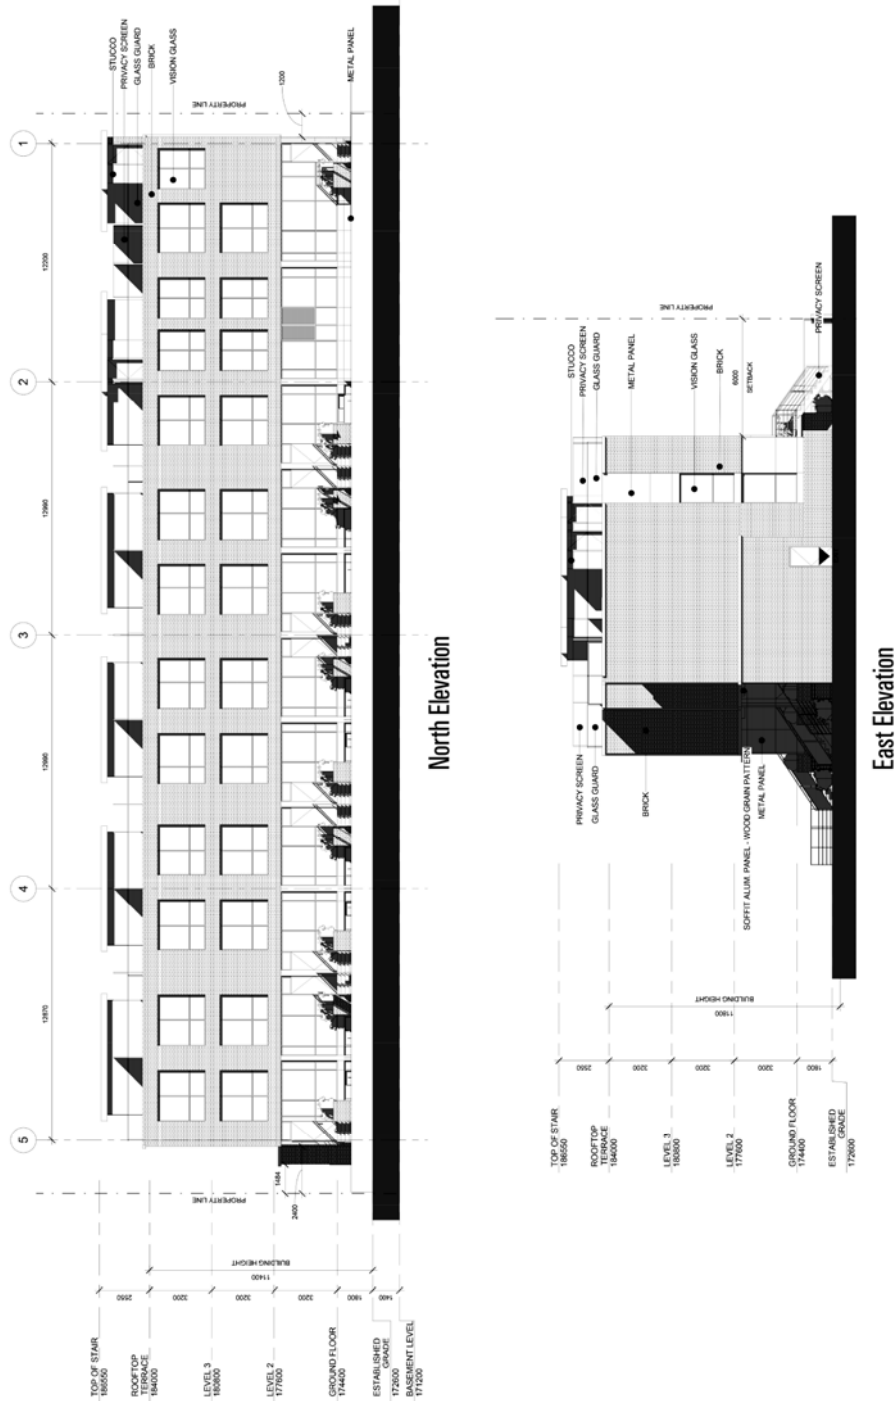 STUCCO
PRIVACY SCREEN
GLASS GUARD
BRICK
VISION GLASS
METAL PANEL
PROPERTY LINE
1200
1
2
3
4
5
12200
12990
12990
12870
PROPERTY LINE
1484
2400
BUILDING HEIGHT
11400
2550
3200
3200
3200
1800
1400
TOP OF STAIR
186550
ROOFTOP
TERRACE
184000
LEVEL 3
180800
LEVEL 2
177600
GROUND FLOOR
174400
ESTABLISHED
GRADE
172600
BASEMENT LEVEL
171200
North Elevation
STUCCO
PRIVACY SCREEN
GLASS GUARD
METAL PANEL
VISION GLASS
BRICK
6000
SETBACK
PROPERTY LINE
PRIVACY SCREEN
PRIVACY SCREEN
GLASS GUARD
BRICK
SOFFIT ALUM. PANEL - WOOD GRAIN PATTERN
METAL PANEL
BUILDING HEIGHT
11800
2550
3200
3200
3200
1800
TOP OF STAIR
186550
ROOFTOP
TERRACE
184000
LEVEL 3
180800
LEVEL 2
177600
GROUND FLOOR
174400
ESTABLISHED
GRADE
172600
East Elevation